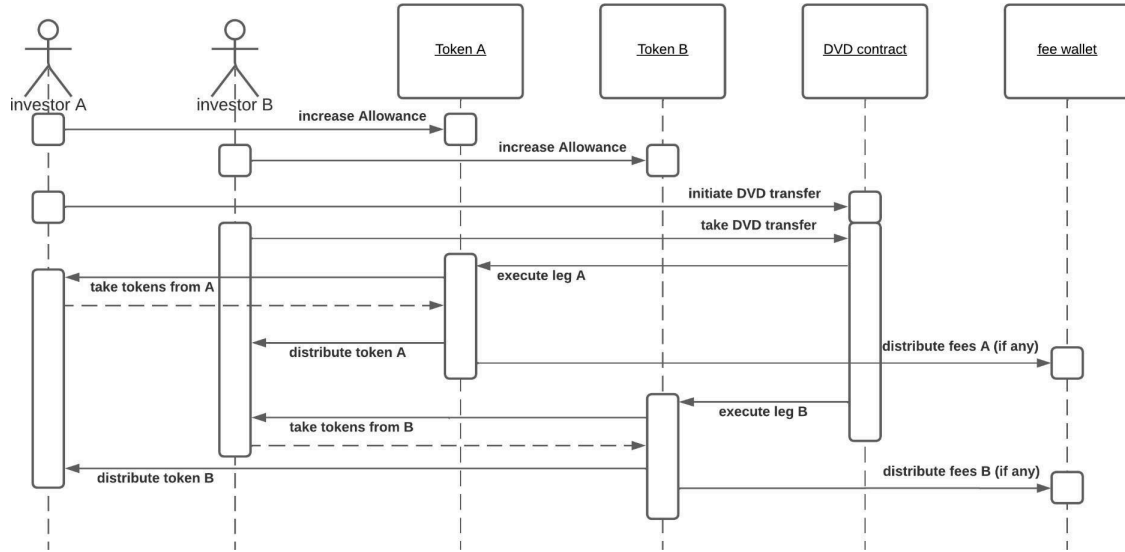 Token A
Token B
DVD contract
fee wallet
investor A
investor B
increase Allowance
increase Allowance
initiate DVD transfer
take DVD transfer
execute leg A
take tokens from A
distribute token A
distribute fees A (if any)
execute leg B
take tokens from B
distribute token B
distribute fees B (if any)